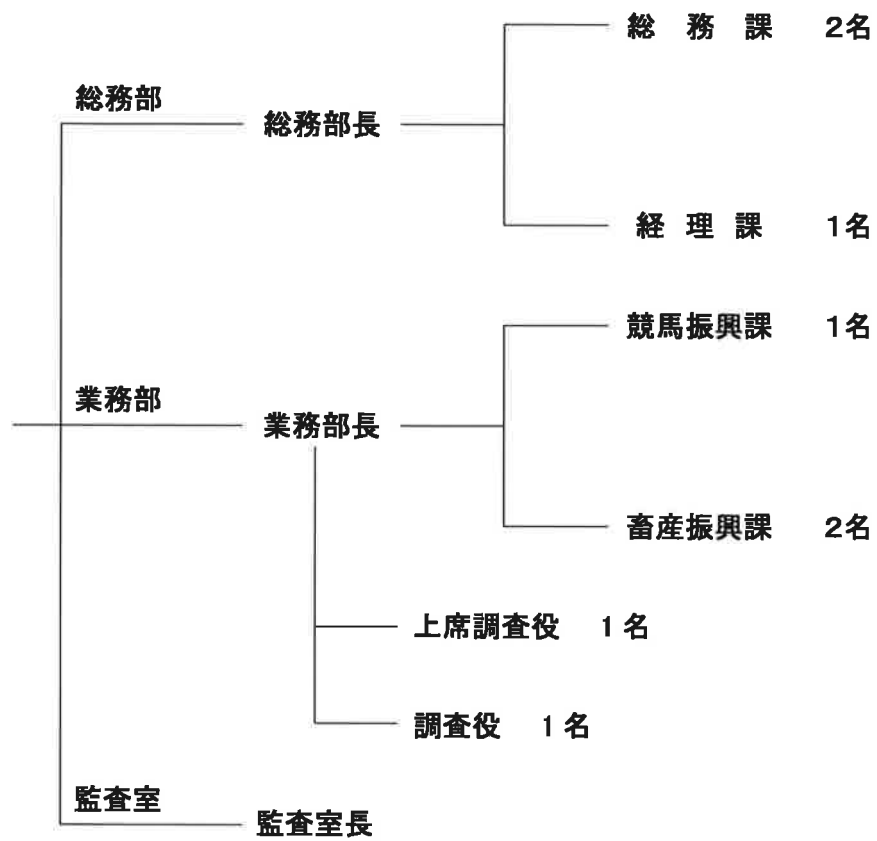 総務課 2名
総務部
総務部長
経理課 1名
競馬振興課 1名
業務部
業務部長
畜産振興課 2名
上席調査役 1名
調査役 1名
監査室
監査室長